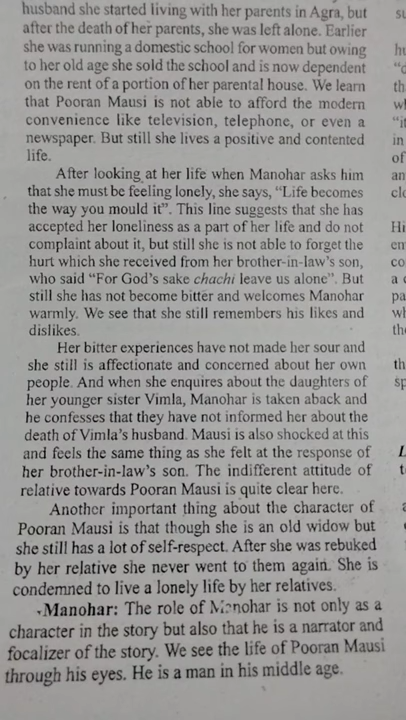 husband she started living with her parents in Agra, but
after the death of her parents, she was left alone. Earlier
she was running a domestic school for women but owing
to her old age she sold the school and is now dependent
on the rent of a portion of her parental house. We learn
that Pooran Mausi is not able to afford the modern
convenience like television, telephone, or even a
newspaper. But still she lives a positive and contented
life.
After looking at her life when Manohar asks him
that she must be feeling lonely, she says, "Life becomes
the way you mould it". This line suggests that she has
accepted her loneliness as a part of her life and do not
complaint about it, but still she is not able to forget the
hurt which she received from her brother-in-law's son,
who said "For God's sake chachi leave us alone". But
still she has not become bitter and welcomes Manohar
warmly. We see that she still remembers his likes and
dislikes.
Her bitter experiences have not made her sour and
she still is affectionate and concerned about her own
people. And when she enquires about the daughters of
her younger sister Vimla, Manohar is taken aback and
he confesses that they have not informed her about the
death of Vimla's husband. Mausi is also shocked at this
and feels the same thing as she felt at the response of
her brother-in-law's son. The indifferent attitude of
relative towards Pooran Mausi is quite clear here.
Another important thing about the character of
Pooran Mausi is that though she is an old widow but
she still has a lot of self-respect. After she was rebuked
by her relative she never went to them again. She is
condemned to live a lonely life by her relatives.
Manohar: The role of Manohar is not only as a
character in the story but also that he is a narrator and
focalizer of the story. We see the life of Pooran Mausi
through his eyes. He is a man in his middle age.